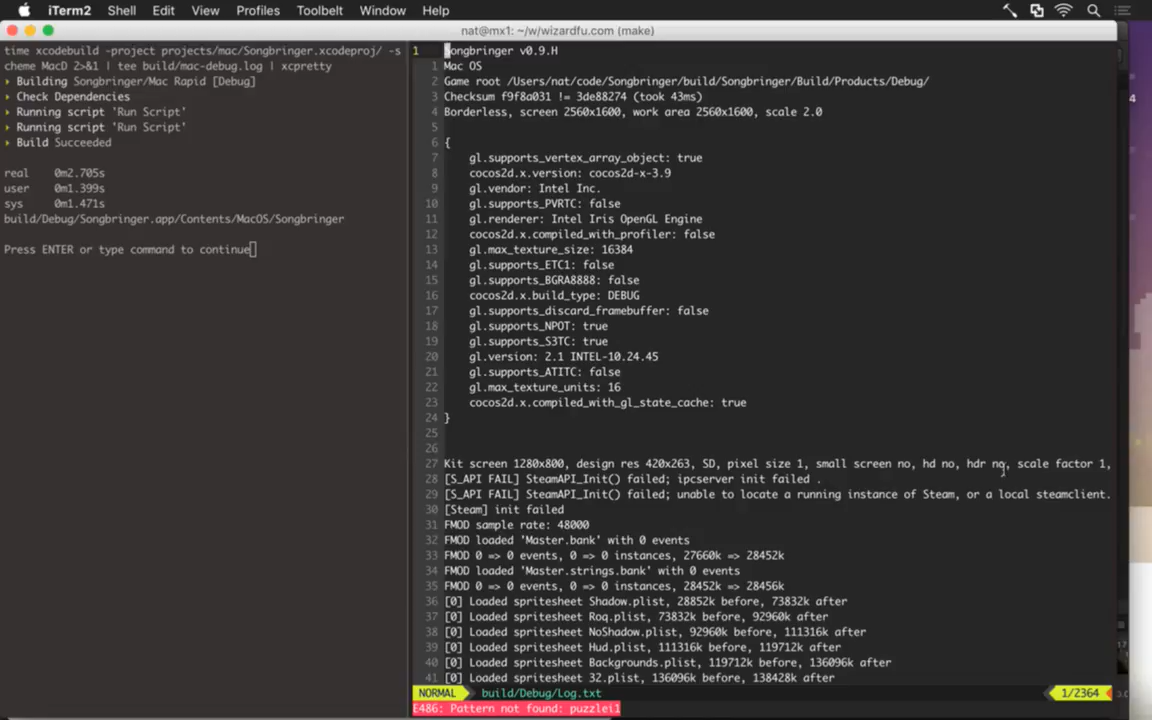 iTerm2 Shell Edit View Profiles Toolbelt Window Help
nat@mx1: ~/w/wizardfu.com (make)
time xcodebuild -project projects/mac/Songbringer.xcodeproj/ -s
cheme MacD 2>&1 | tee build/mac-debug.log | xcpretty
▸ Building Songbringer/Mac Rapid [Debug]
▸ Check Dependencies
▸ Running script 'Run Script'
▸ Running script 'Run Script'
▸ Build Succeeded
real 0m2.705s
user 0m1.399s
sys 0m1.471s
build/Debug/Songbringer.app/Contents/MacOS/Songbringer
Press ENTER or type command to continue
1 Songbringer v0.9.H
1 Mac OS
2 Game root /Users/nat/code/Songbringer/build/Songbringer/Build/Products/Debug/
3 Checksum f9f8a031 != 3de88274 (took 43ms)
4 Borderless, screen 2560x1600, work area 2560x1600, scale 2.0
5
6 {
7 gl.supports_vertex_array_object: true
8 cocos2d.x.version: cocos2d-x-3.9
9 gl.vendor: Intel Inc.
10 gl.supports_PVRTC: false
11 gl.renderer: Intel Iris OpenGL Engine
12 cocos2d.x.compiled_with_profiler: false
13 gl.max_texture_size: 16384
14 gl.supports_ETC1: false
15 gl.supports_BGRA8888: false
16 cocos2d.x.build_type: DEBUG
17 gl.supports_discard_framebuffer: false
18 gl.supports_NPOT: true
19 gl.supports_S3TC: true
20 gl.version: 2.1 INTEL-10.24.45
21 gl.supports_ATITC: false
22 gl.max_texture_units: 16
23 cocos2d.x.compiled_with_gl_state_cache: true
24 }
25
26
27 Kit screen 1280x800, design res 420x263, SD, pixel size 1, small screen no, hd no, hdr no, scale factor 1,
28 [S_API FAIL] SteamAPI_Init() failed; ipcserver init failed .
29 [S_API FAIL] SteamAPI_Init() failed; unable to locate a running instance of Steam, or a local steamclient.
30 [Steam] init failed
31 FMOD sample rate: 48000
32 FMOD loaded 'Master.bank' with 0 events
33 FMOD 0 => 0 events, 0 => 0 instances, 27660k => 28452k
34 FMOD loaded 'Master.strings.bank' with 0 events
35 FMOD 0 => 0 events, 0 => 0 instances, 28452k => 28456k
36 [0] Loaded spritesheet Shadow.plist, 28852k before, 73832k after
37 [0] Loaded spritesheet Roq.plist, 73832k before, 92960k after
38 [0] Loaded spritesheet NoShadow.plist, 92960k before, 111316k after
39 [0] Loaded spritesheet Hud.plist, 111316k before, 119712k after
40 [0] Loaded spritesheet Backgrounds.plist, 119712k before, 136096k after
41 [0] Loaded spritesheet 32.plist, 136096k before, 138428k after
NORMAL build/Debug/Log.txt 1/2364
E486: Pattern not found: puzzlei1